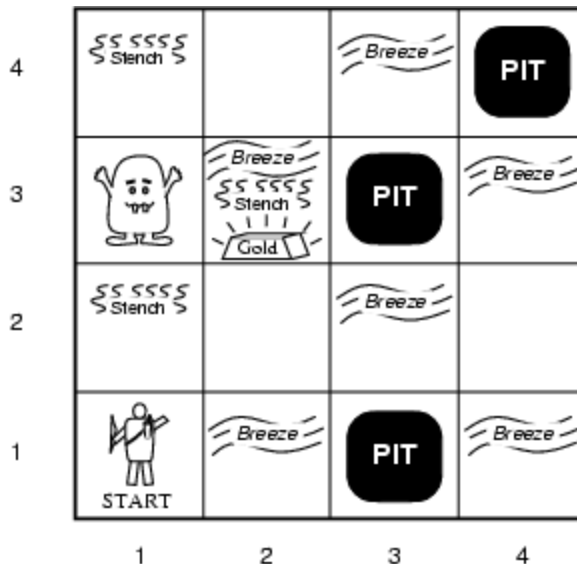 4
Stench
Breeze
PIT
3
Breeze
Stench
Gold
PIT
Breeze
2
Stench
Breeze
1
START
Breeze
PIT
Breeze
1 2 3 4